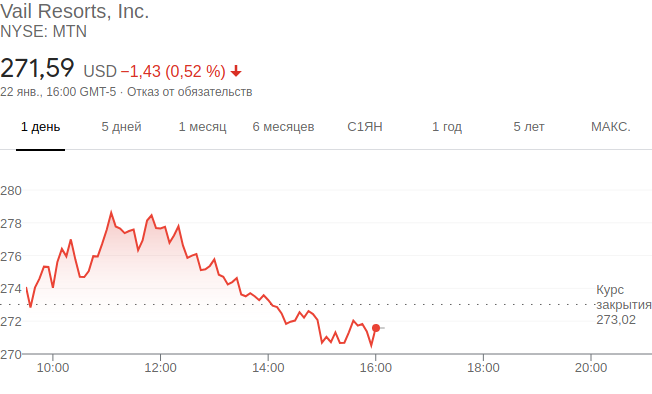 Vail Resorts, Inc.
NYSE: MTN
271,59 USD −1,43 (0,52 %)
22 янв., 16:00 GMT-5 · Отказ от обязательств
1 день 5 дней 1 месяц 6 месяцев С1ЯН 1 год 5 лет МАКС.
280
278
276
274
272
270
Курс
закрытия
273,02
10:00 12:00 14:00 16:00 18:00 20:00